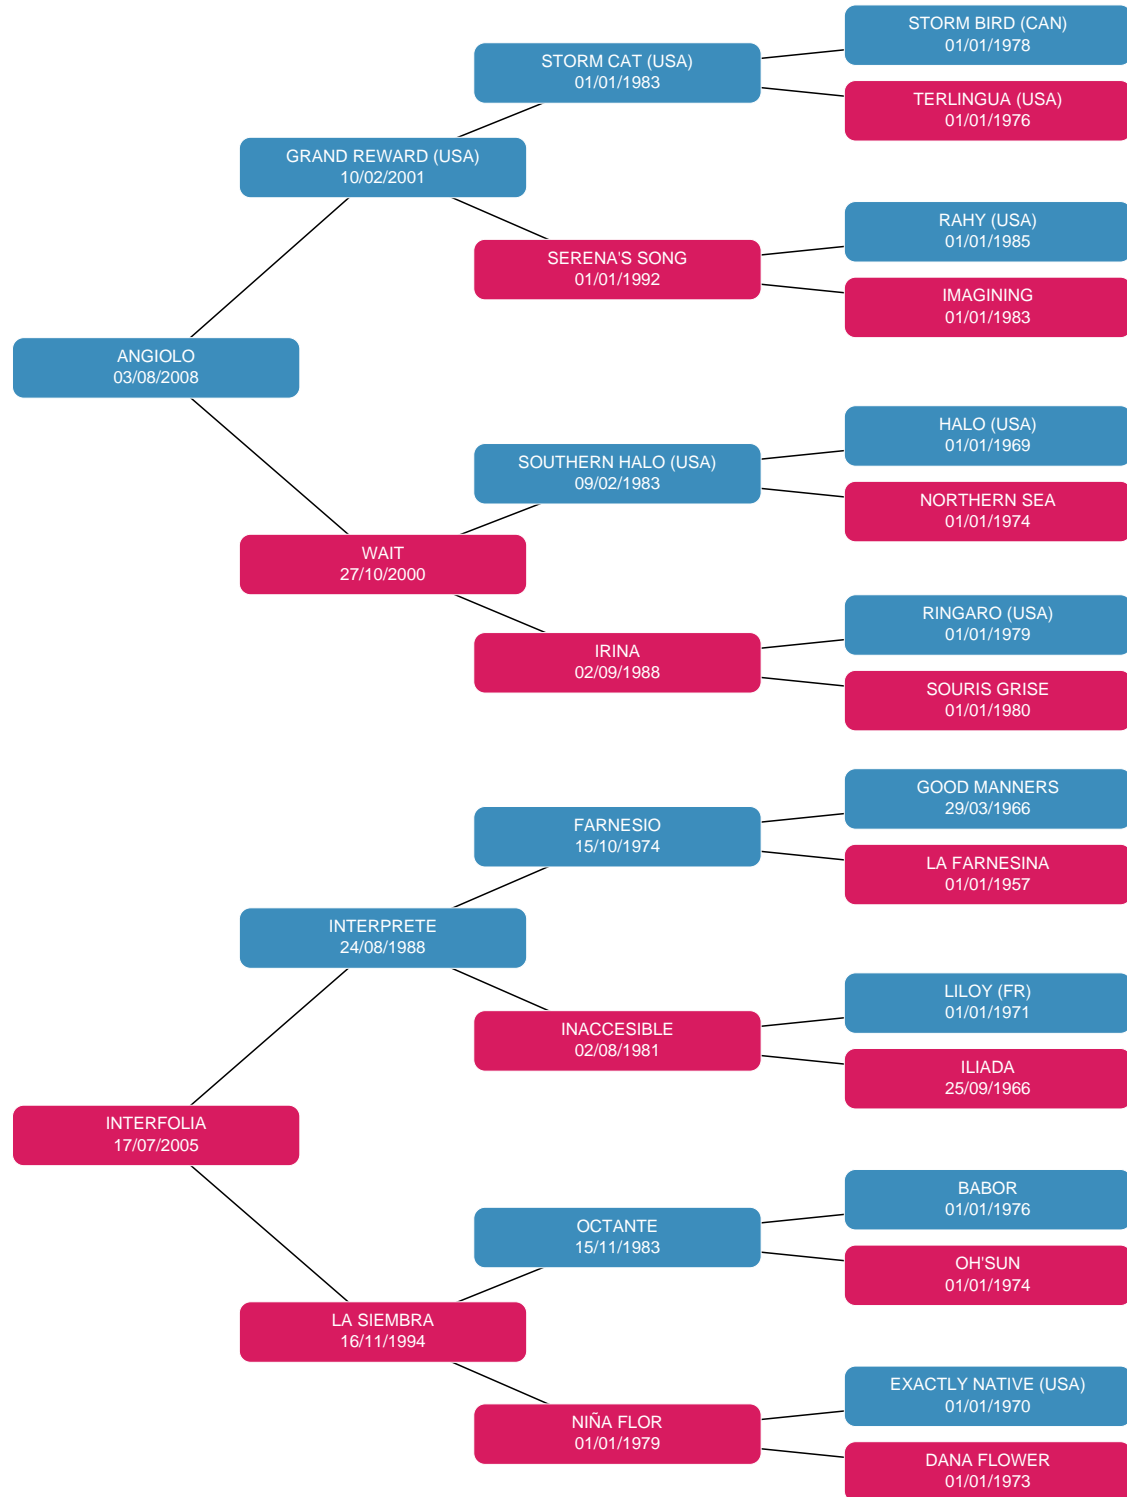 STORM BIRD (CAN)
01/01/1978
STORM CAT (USA)
01/01/1983
TERLINGUA (USA)
01/01/1976
GRAND REWARD (USA)
10/02/2001
RAHY (USA)
01/01/1985
SERENA'S SONG
01/01/1992
IMAGINING
01/01/1983
ANGIOLO
03/08/2008
HALO (USA)
01/01/1969
SOUTHERN HALO (USA)
09/02/1983
NORTHERN SEA
01/01/1974
WAIT
27/10/2000
RINGARO (USA)
01/01/1979
IRINA
02/09/1988
SOURIS GRISE
01/01/1980
GOOD MANNERS
29/03/1966
FARNESIO
15/10/1974
LA FARNESINA
01/01/1957
INTERPRETE
24/08/1988
LILOY (FR)
01/01/1971
INACCESIBLE
02/08/1981
ILIADA
25/09/1966
INTERFOLIA
17/07/2005
BABOR
01/01/1976
OCTANTE
15/11/1983
OH'SUN
01/01/1974
LA SIEMBRA
16/11/1994
EXACTLY NATIVE (USA)
01/01/1970
NIÑA FLOR
01/01/1979
DANA FLOWER
01/01/1973